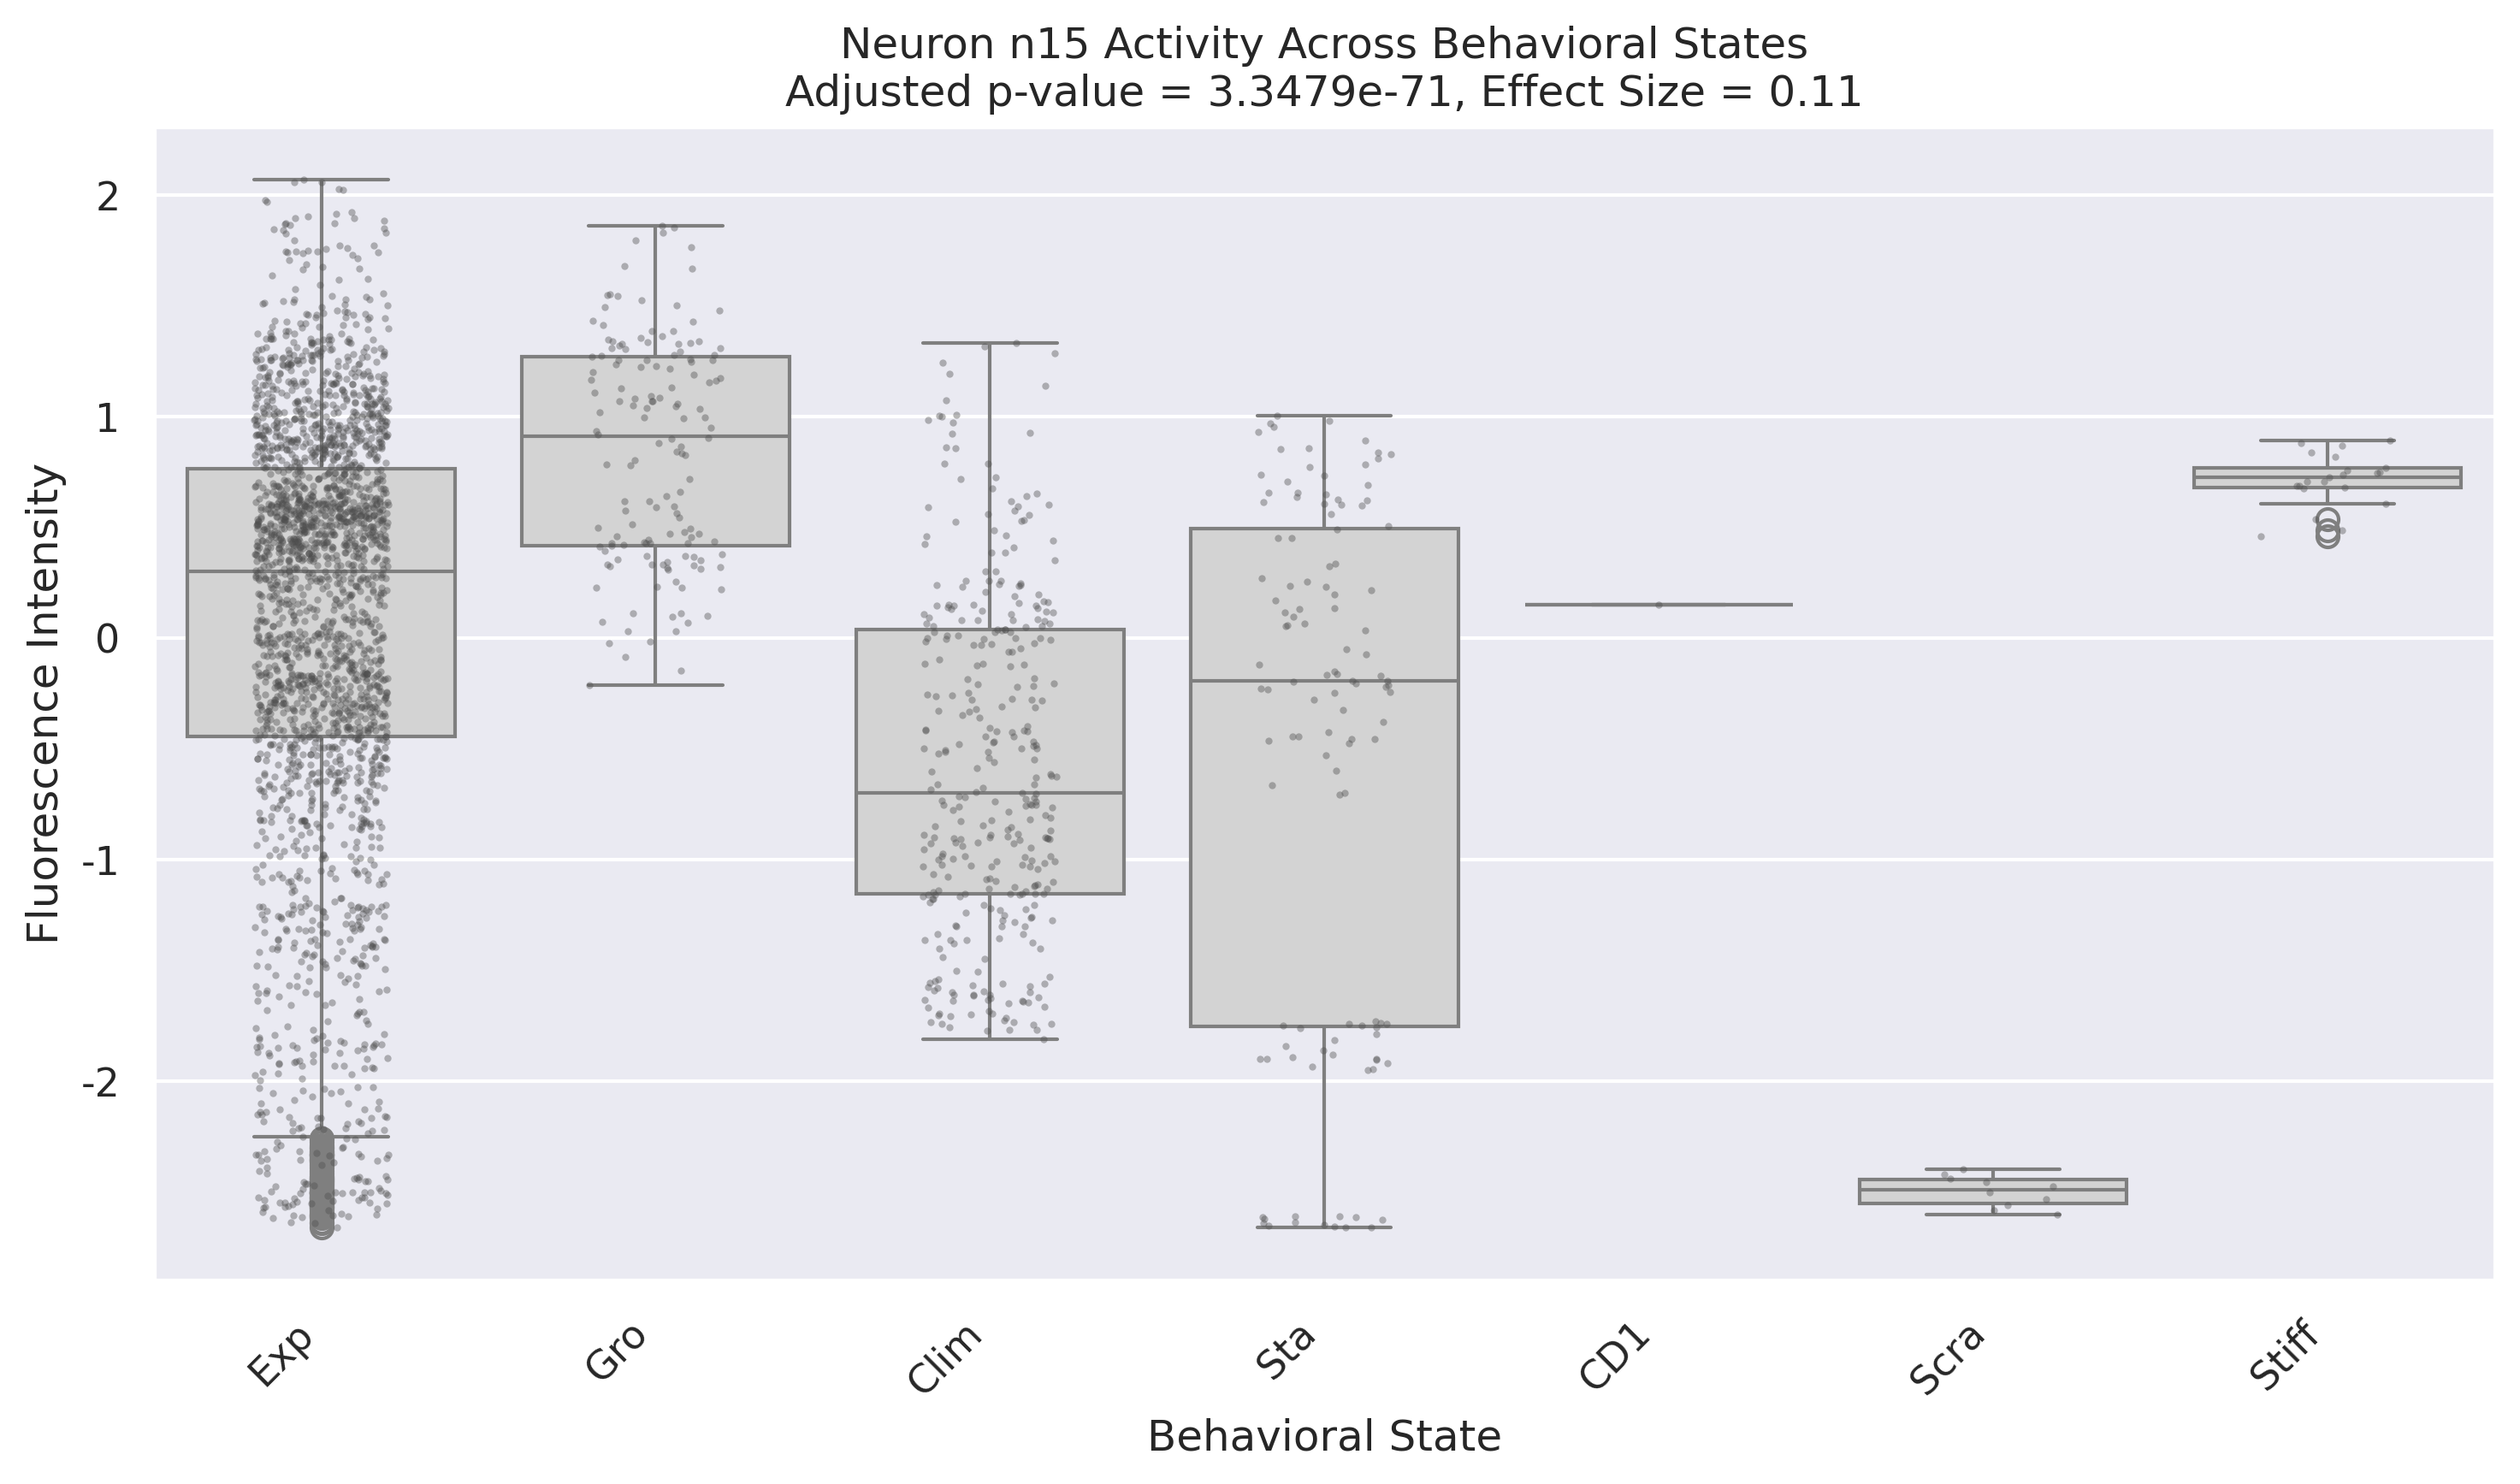 Neuron n15 Activity Across Behavioral States
Adjusted p-value = 3.3479e-71, Effect Size = 0.11
Fluorescence Intensity
2
1
0
-1
-2
Exp
Gro
Clim
Sta
CD1
Scra
Stiff
Behavioral State